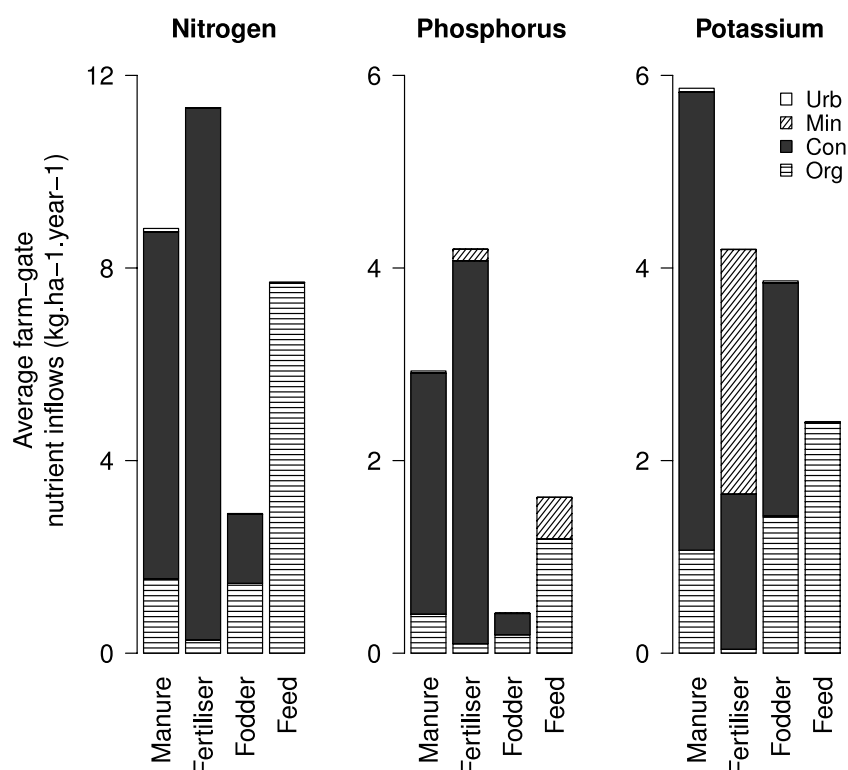 Nitrogen
Phosphorus
Potassium
Average farm−gate
nutrient inflows (kg.ha−1.year−1)
12
8
4
0
Manure
Fertiliser
Fodder
Feed
6
4
2
0
Manure
Fertiliser
Fodder
Feed
6
4
2
0
Manure
Fertiliser
Fodder
Feed
Urb
Min
Con
Org